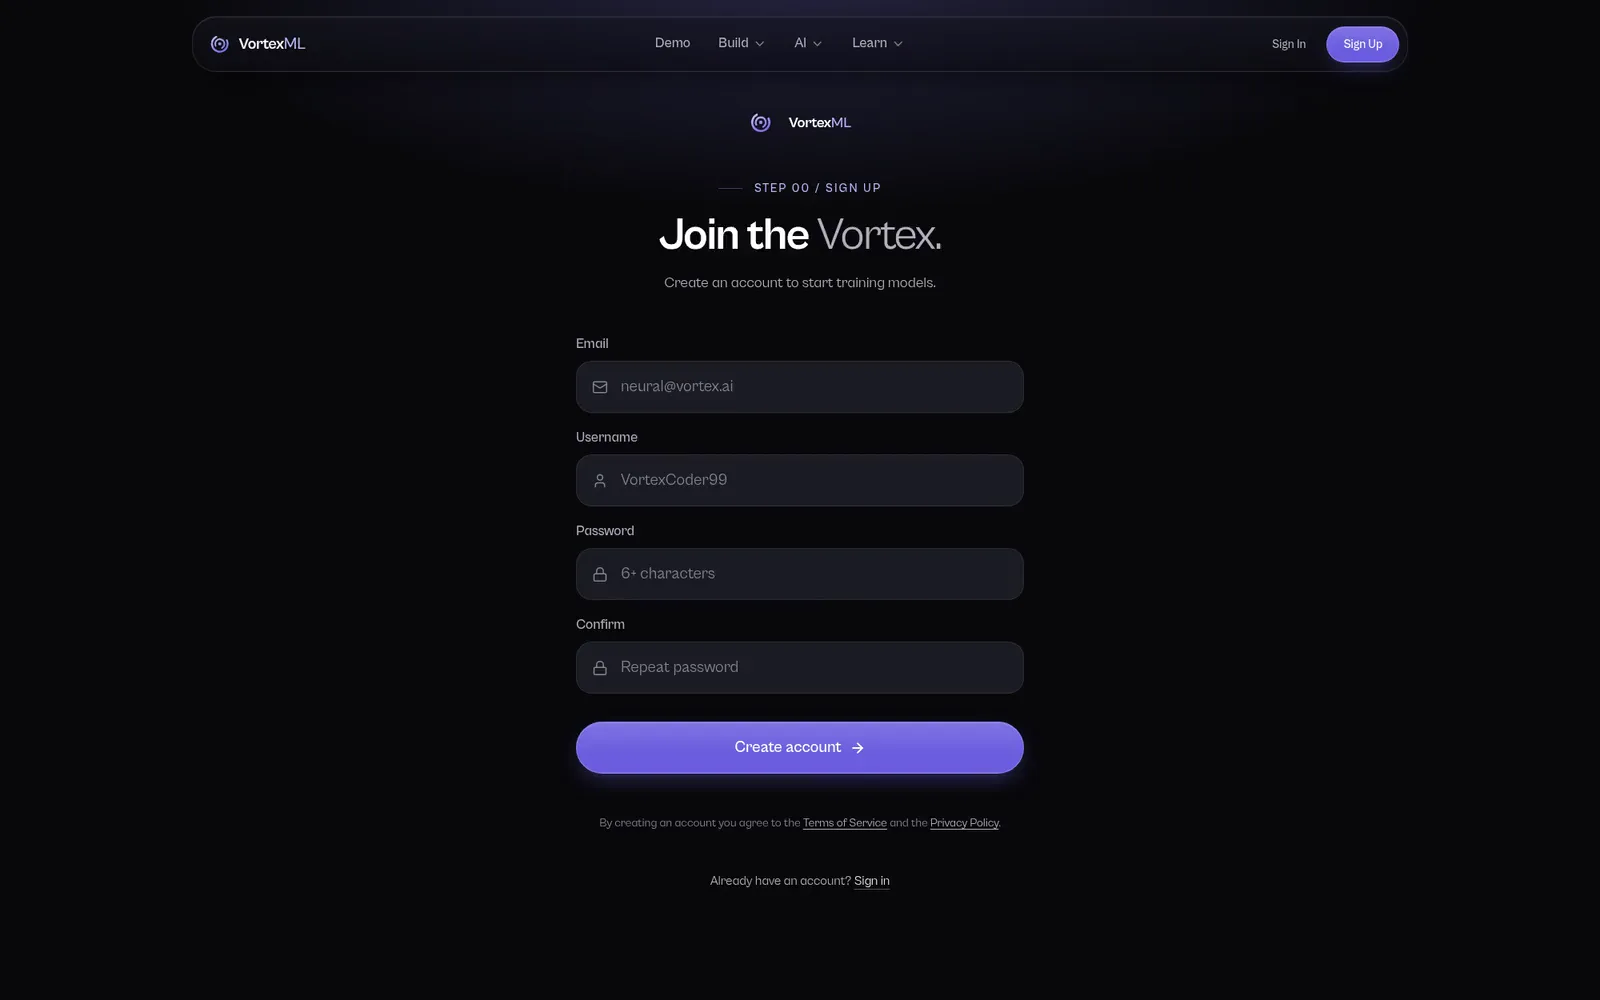 VortexML
Demo
Build
AI
Learn
Sign In
Sign Up
VortexML
STEP 00 / SIGN UP
Join the Vortex.
Create an account to start training models.
Email
neural@vortex.ai
Username
VortexCoder99
Password
6+ characters
Confirm
Repeat password
Create account →
By creating an account you agree to the Terms of Service and the Privacy Policy.
Already have an account? Sign in